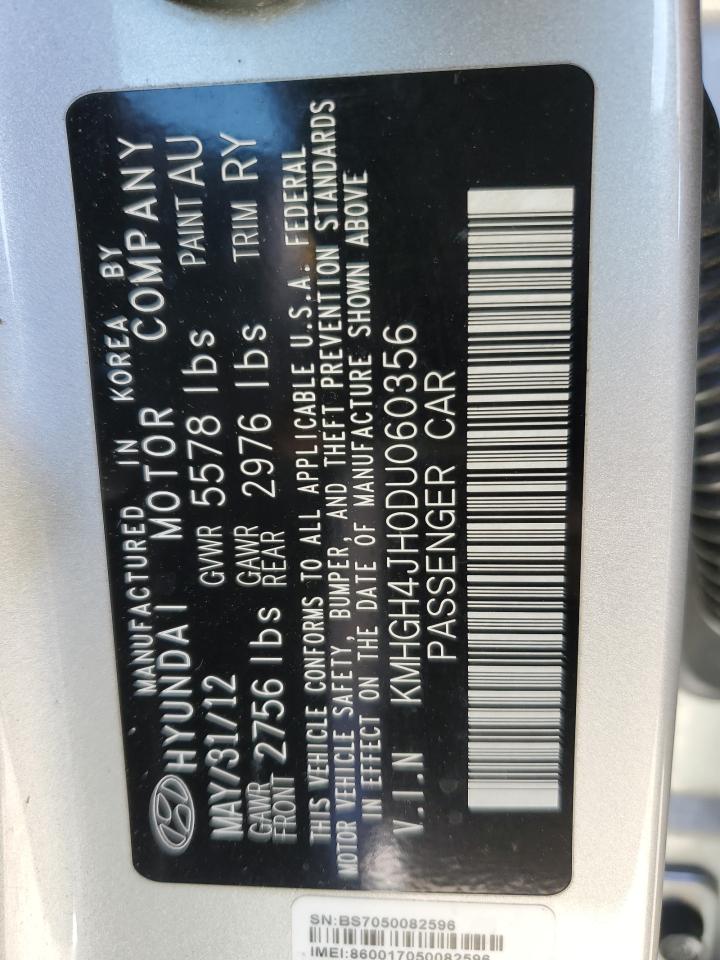 MANUFACTURED IN KOREA BY
HYUNDAI MOTOR COMPANY
MAY/31/12 GVWR 5578 lbs PAINT AU
GAWR FRONT 2756 lbs GAWR REAR 2976 lbs TRIM RY
THIS VEHICLE CONFORMS TO ALL APPLICABLE U.S.A. FEDERAL
MOTOR VEHICLE SAFETY, BUMPER, AND THEFT PREVENTION STANDARDS
IN EFFECT ON THE DATE OF MANUFACTURE SHOWN ABOVE
V.I.N KMHGH4JH0DU060356
PASSENGER CAR
SN:BS7050082596
IMEI:860017050082596